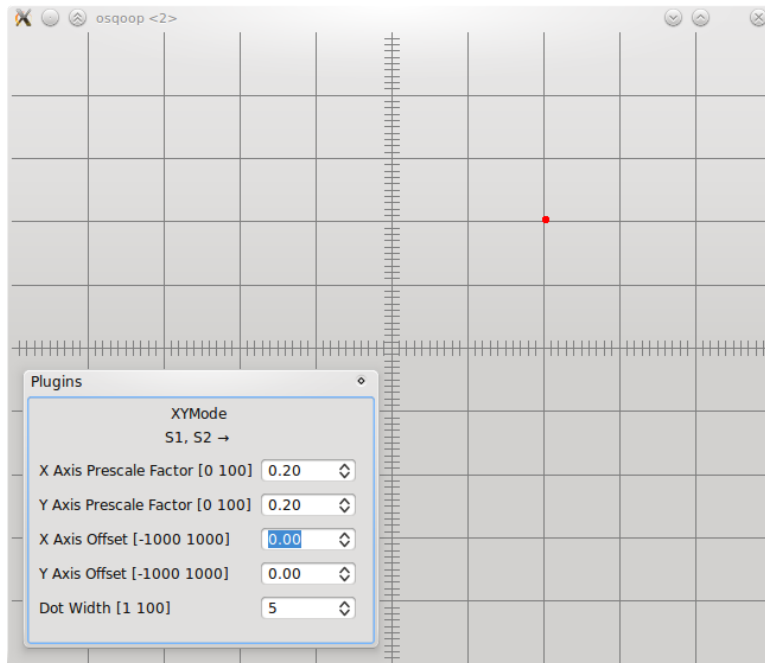 osqoop <2>
Plugins
XYMode
S1, S2 →
X Axis Prescale Factor [0 100] 0.20
Y Axis Prescale Factor [0 100] 0.20
X Axis Offset [-1000 1000] 0.00
Y Axis Offset [-1000 1000] 0.00
Dot Width [1 100] 5